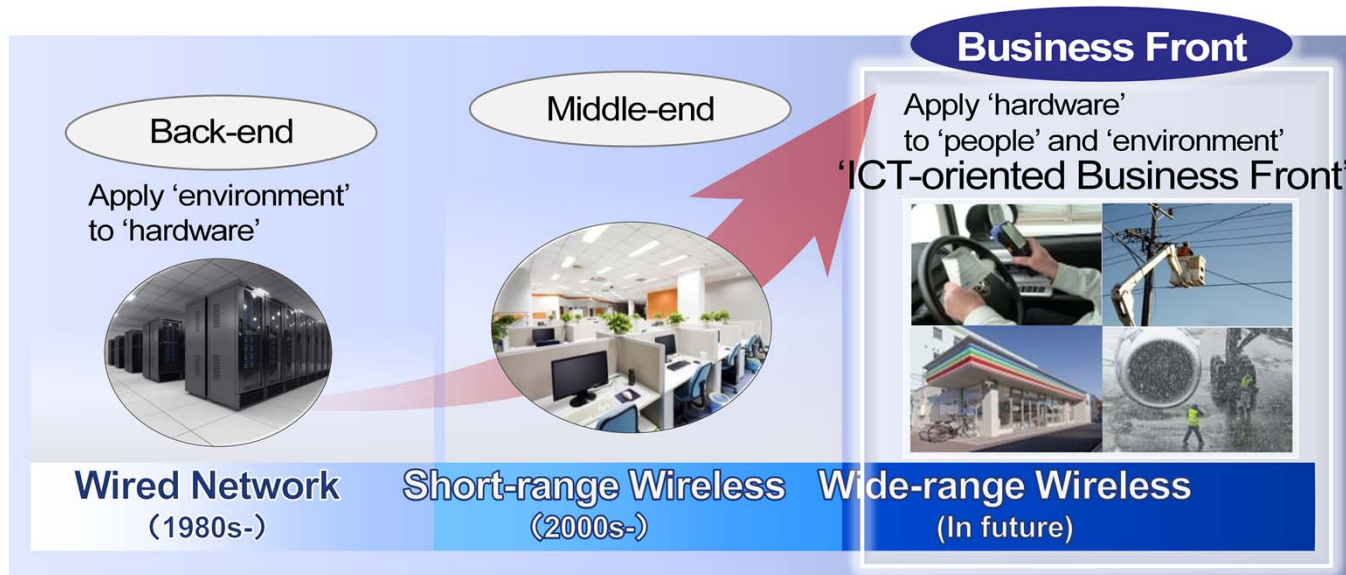 Business Front
Back-end
Middle-end
Apply 'environment'
to 'hardware'
Apply 'hardware'
to 'people' and 'environment'
'ICT-oriented Business Front'
Wired Network
(1980s-)
Short-range Wireless
(2000s-)
Wide-range Wireless
(In future)